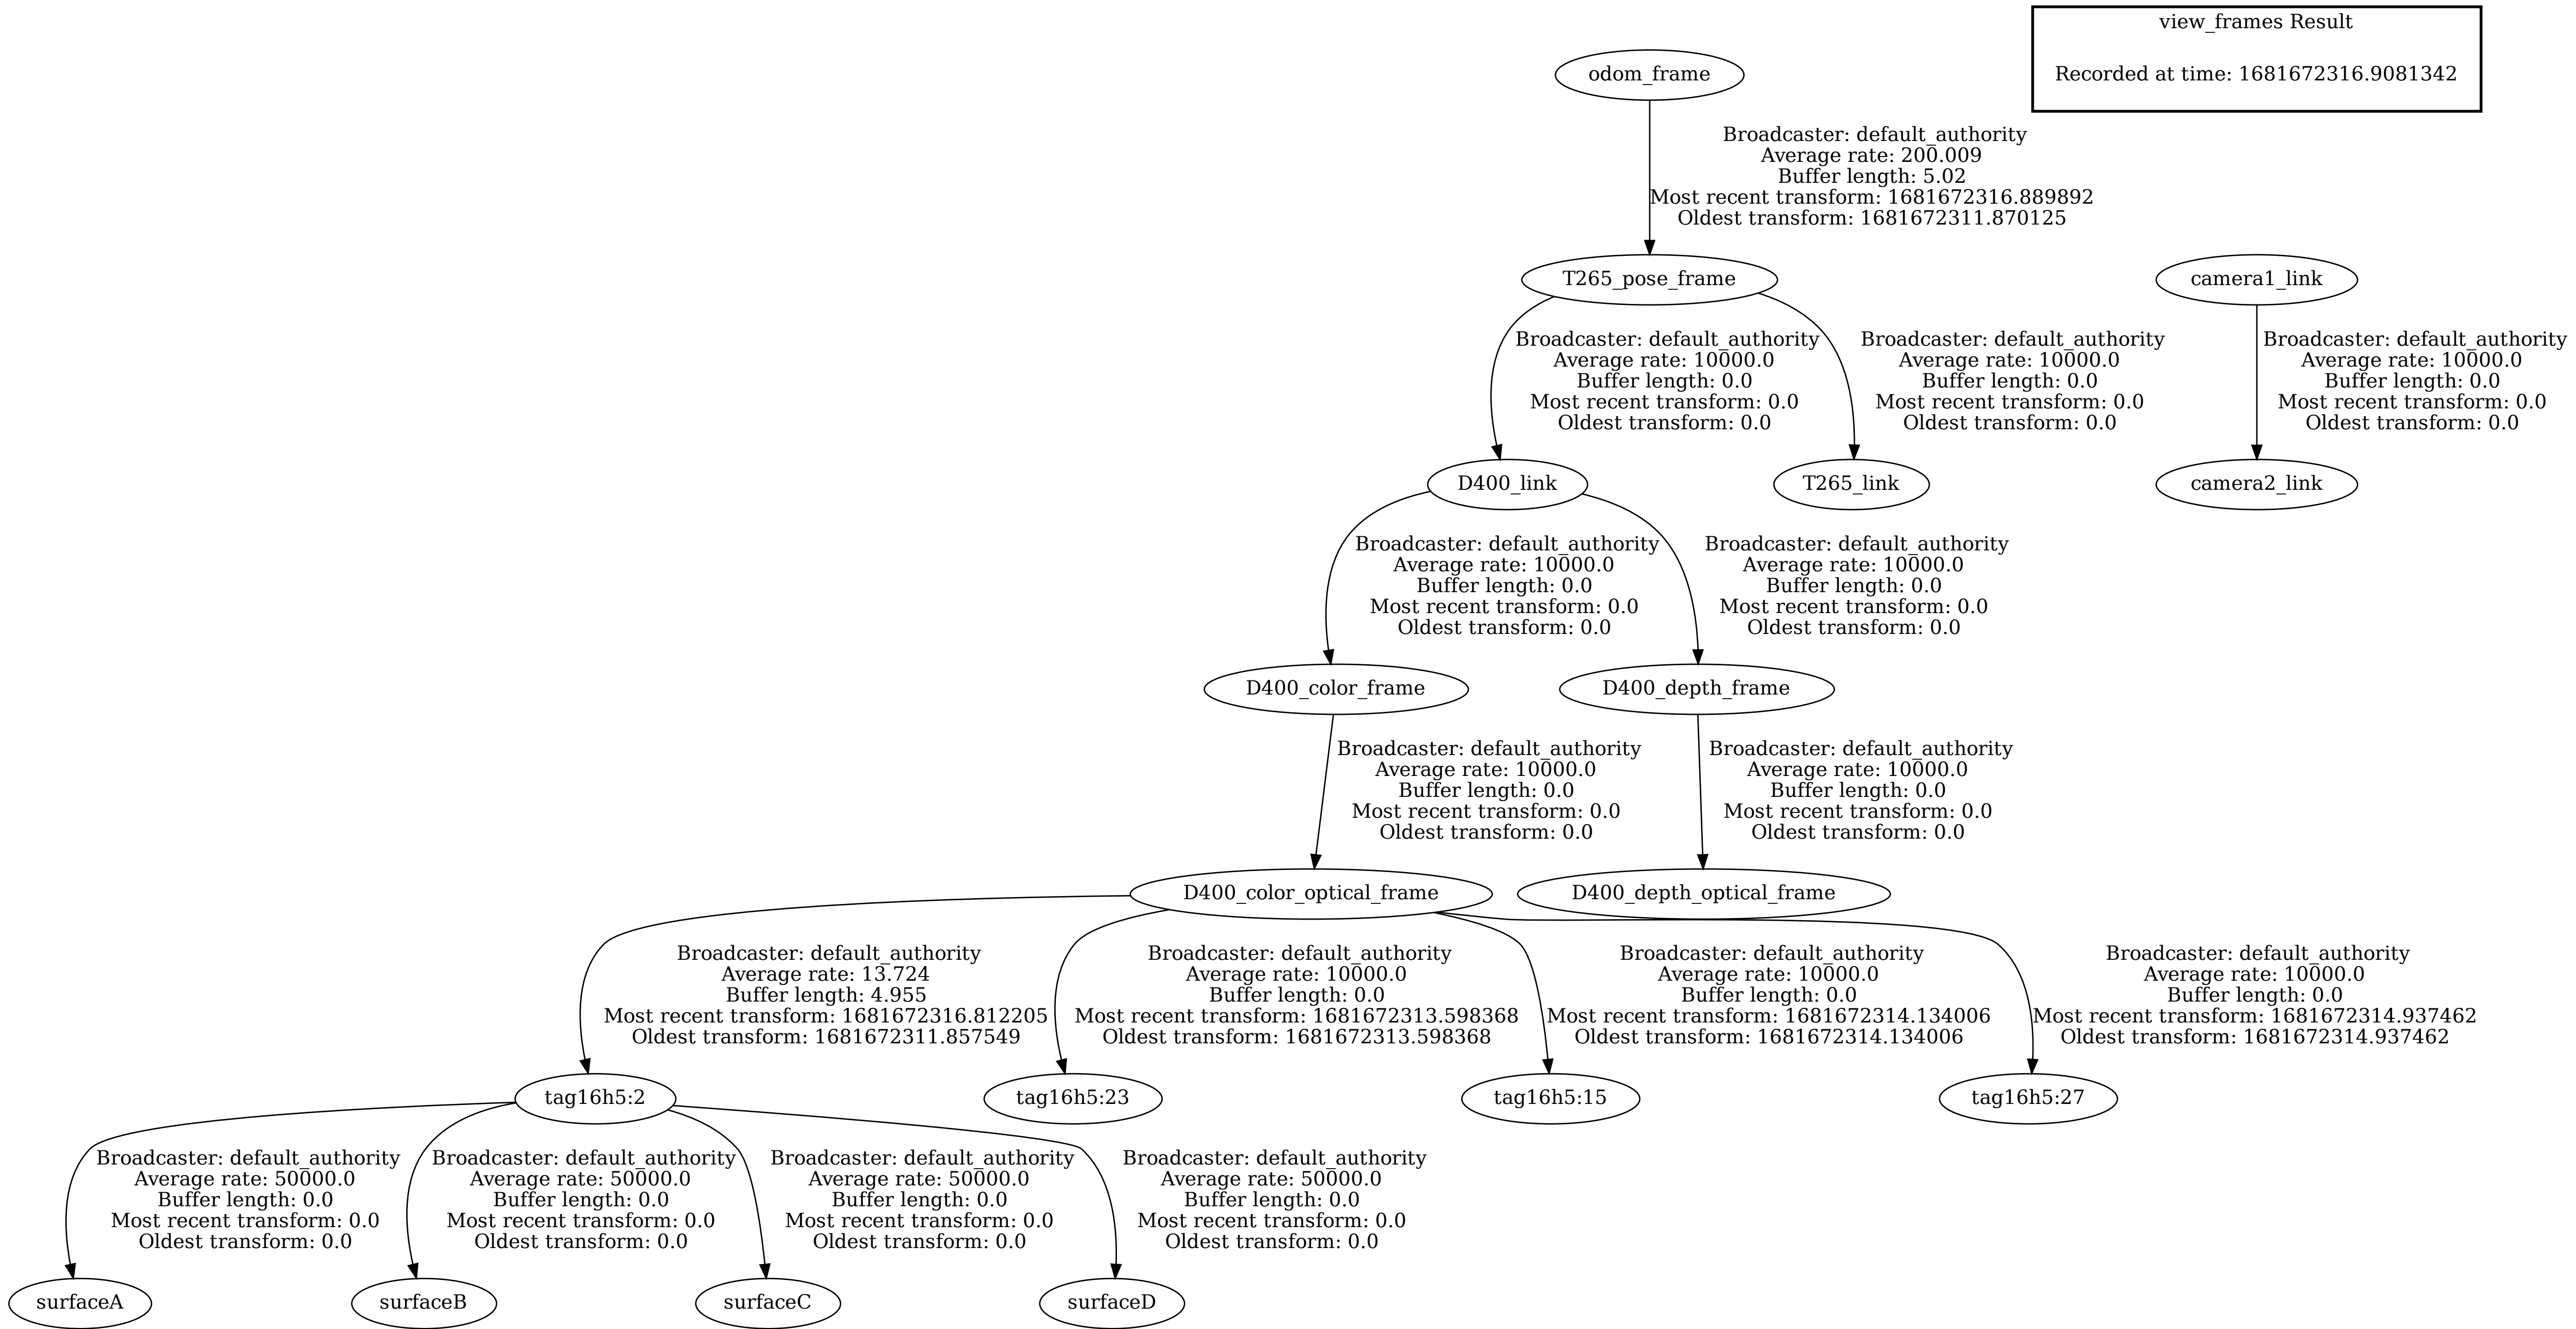 view_frames Result
Recorded at time: 1681672316.9081342
odom_frame
Broadcaster: default_authority
Average rate: 200.009
Buffer length: 5.02
Most recent transform: 1681672316.889892
Oldest transform: 1681672311.870125
T265_pose_frame
camera1_link
Broadcaster: default_authority
Average rate: 10000.0
Buffer length: 0.0
Most recent transform: 0.0
Oldest transform: 0.0
Broadcaster: default_authority
Average rate: 10000.0
Buffer length: 0.0
Most recent transform: 0.0
Oldest transform: 0.0
Broadcaster: default_authority
Average rate: 10000.0
Buffer length: 0.0
Most recent transform: 0.0
Oldest transform: 0.0
D400_link
T265_link
camera2_link
Broadcaster: default_authority
Average rate: 10000.0
Buffer length: 0.0
Most recent transform: 0.0
Oldest transform: 0.0
Broadcaster: default_authority
Average rate: 10000.0
Buffer length: 0.0
Most recent transform: 0.0
Oldest transform: 0.0
D400_color_frame
D400_depth_frame
Broadcaster: default_authority
Average rate: 10000.0
Buffer length: 0.0
Most recent transform: 0.0
Oldest transform: 0.0
Broadcaster: default_authority
Average rate: 10000.0
Buffer length: 0.0
Most recent transform: 0.0
Oldest transform: 0.0
D400_color_optical_frame
D400_depth_optical_frame
Broadcaster: default_authority
Average rate: 13.724
Buffer length: 4.955
Most recent transform: 1681672316.812205
Oldest transform: 1681672311.857549
Broadcaster: default_authority
Average rate: 10000.0
Buffer length: 0.0
Most recent transform: 1681672313.598368
Oldest transform: 1681672313.598368
Broadcaster: default_authority
Average rate: 10000.0
Buffer length: 0.0
Most recent transform: 1681672314.134006
Oldest transform: 1681672314.134006
Broadcaster: default_authority
Average rate: 10000.0
Buffer length: 0.0
Most recent transform: 1681672314.937462
Oldest transform: 1681672314.937462
tag16h5:2
tag16h5:23
tag16h5:15
tag16h5:27
Broadcaster: default_authority
Average rate: 50000.0
Buffer length: 0.0
Most recent transform: 0.0
Oldest transform: 0.0
Broadcaster: default_authority
Average rate: 50000.0
Buffer length: 0.0
Most recent transform: 0.0
Oldest transform: 0.0
Broadcaster: default_authority
Average rate: 50000.0
Buffer length: 0.0
Most recent transform: 0.0
Oldest transform: 0.0
Broadcaster: default_authority
Average rate: 50000.0
Buffer length: 0.0
Most recent transform: 0.0
Oldest transform: 0.0
surfaceA
surfaceB
surfaceC
surfaceD